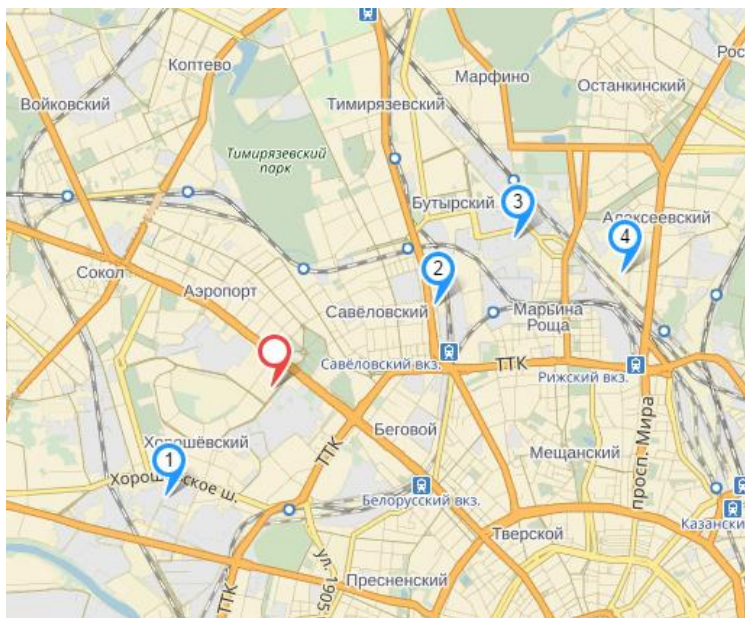 Коптево
Марфино
Рос
Останкинский
Войковский
Тимирязевский
Тимирязевский
парк
Бутырский
3
Алексеевский
4
Сокол
2
Аэропорт
Савёловский
Марьина
Роща
Савёловский вкз.
ТТК
Рижский вкз.
Хорошёвский
1
ТТК
Беговой
просп. Мира
Мещанский
Хорошёвское ш.
Белорусский вкз.
Казански
Тверской
ул. 1905
Пресненский
ТТК